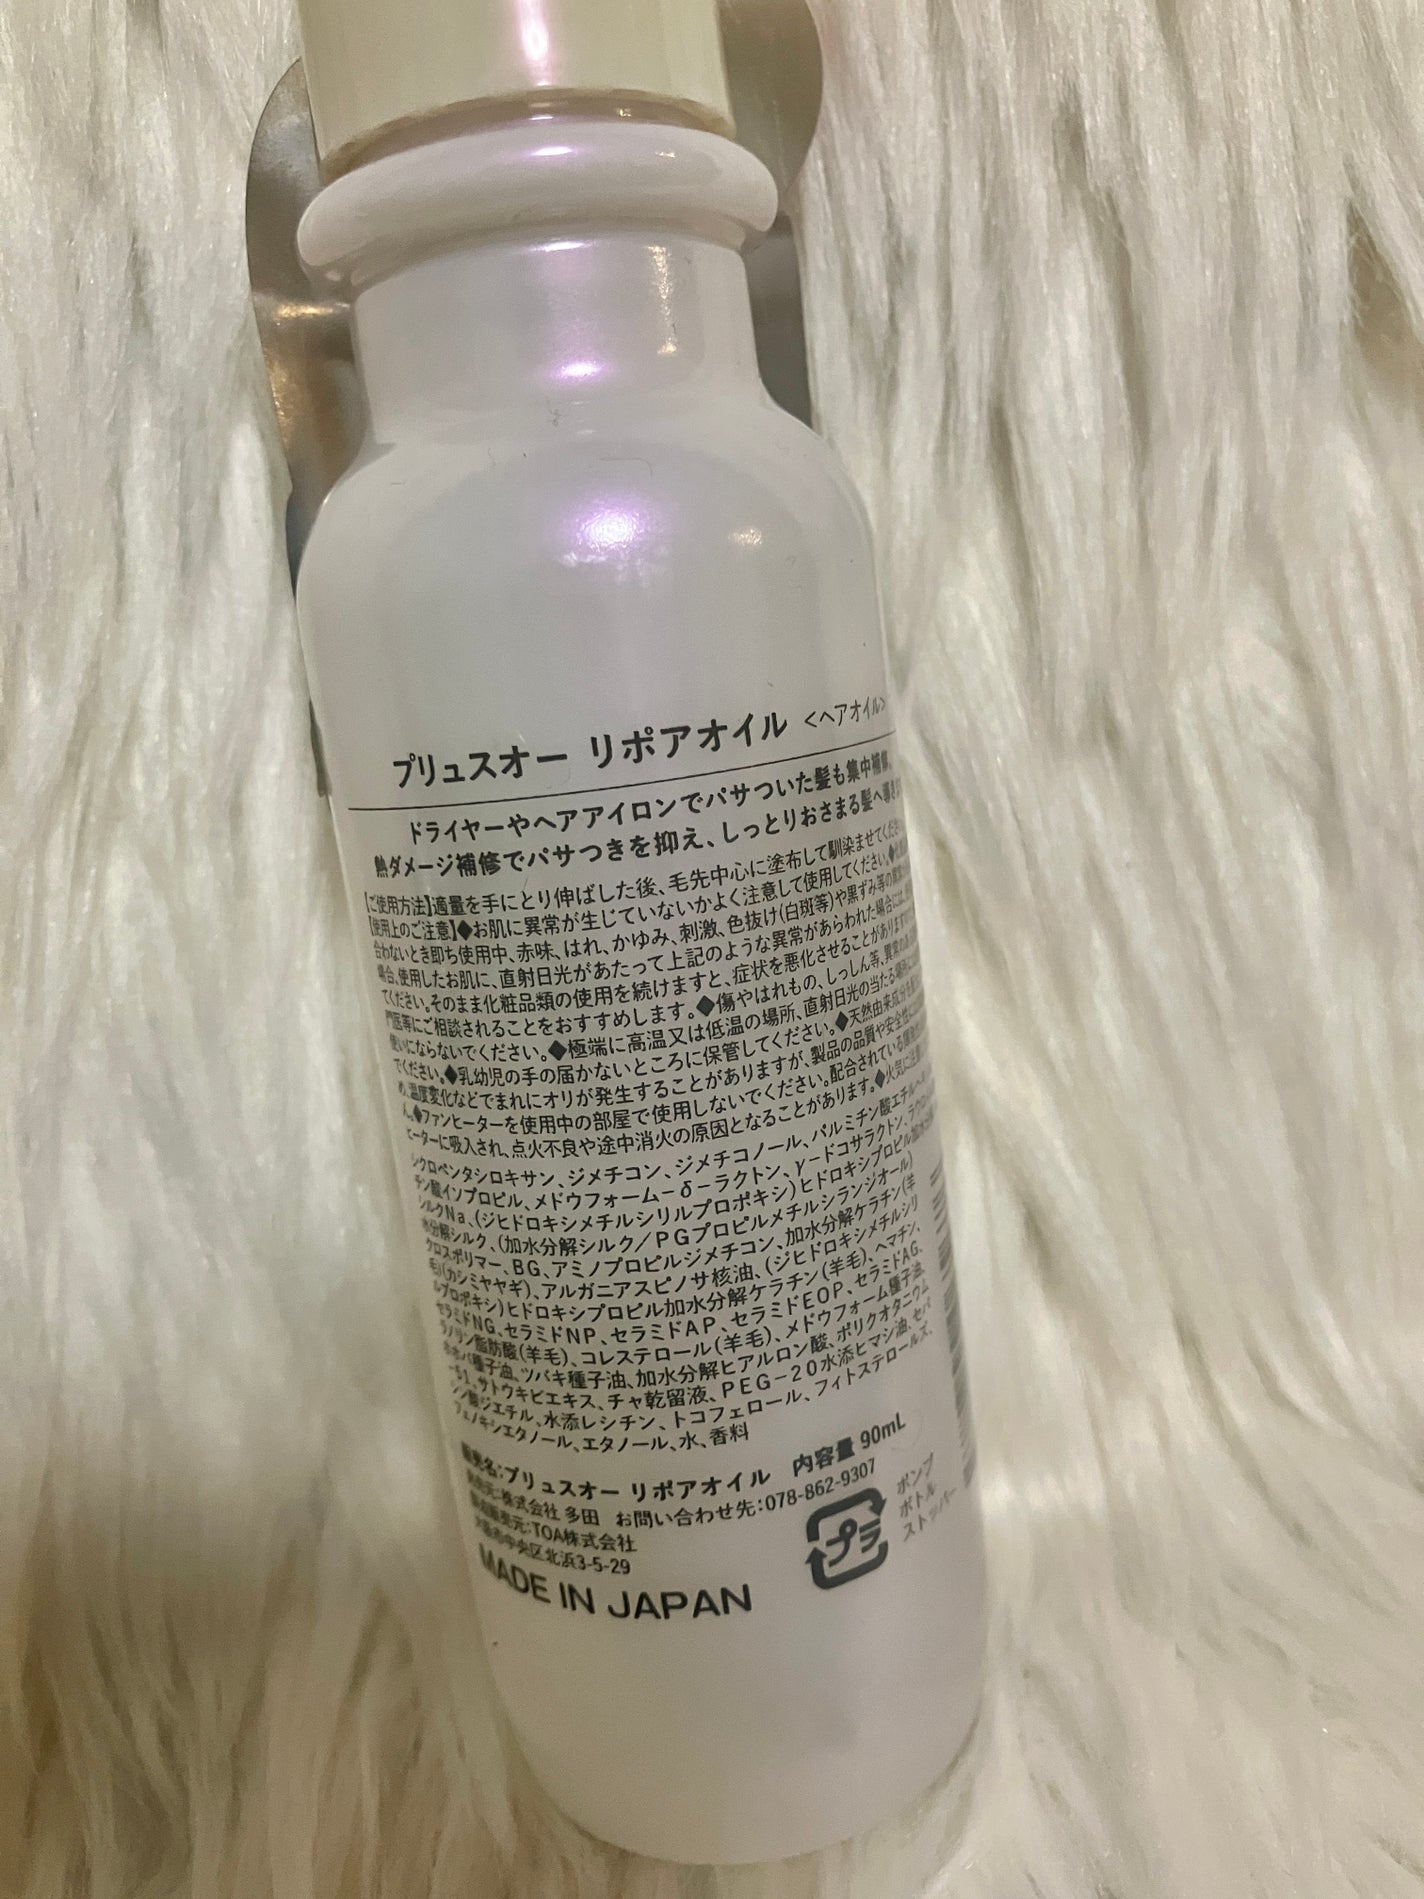 プリュスオー リポアオイル <ヘアオイル>
ドライヤーやヘアアイロンでパサついた髪も集中補修。
熱ダメージ補修でパサつきを抑え、しっとりおさまる髪へ導き
【ご使用方法】適量を手にとり伸ばした後、毛先中心に塗布して馴染ませてくださ
【使用上のご注意】◆お肌に異常が生じていないかよく注意して使用してください。◆
合わないとき即ち使用中、赤味、はれ、かゆみ、刺激、色抜け(白斑等)や黒ずみ等の
場合、使用したお肌に、直射日光があたって上記のような異常があらわれた場合
てください。そのまま化粧品類の使用を続けますと、症状を悪化させることがあります
門医等にご相談されることをおすすめします。◆傷やはれもの、しっしん等、異常
使いにならないでください。◆極端に高温又は低温の場所、直射日光の当たる場所
でください。◆乳幼児の手の届かないところに保管してください。◆天然由来成分
め、温度変化などでまれにオリが発生することがありますが、製品の品質や安全性
ん。◆ファンヒーターを使用中の部屋で使用しないでください。配合されている
ヒーターに吸入され、点火不良や途中消火の原因となることがあります。◆火気に注意
シクロペンタシロキサン、ジメチコン、ジメチコノール、パルミチン酸エチルヘキ
チン酸イソプロピル、メドウフォーム-δ-ラクトン、γ-ドコサラクトン、ラウロイル
シルクNa、(ジヒドロキシメチルシリルプロポキシ)ヒドロキシプロピル加水分
水分解シルク、(加水分解シルク/PGプロピルメチルシランジオール)
クロスポリマー、BG、アミノプロピルジメチコン、加水分解ケラチン(羊
毛)(カシミヤヤギ)、アルガニアスピノサ核油、(ジヒドロキシメチルシリ
ルプロポキシ)ヒドロキシプロピル加水分解ケラチン(羊毛)、ヘマチン、
セラミドNG、セラミドNP、セラミドAP、セラミドEOP、セラミドAG、
ラノリン脂肪酸(羊毛)、コレステロール(羊毛)、メドウフォーム種子油、
ホホバ種子油、ツバキ種子油、加水分解ヒアルロン酸、ポリクオタニウム
-61、サトウキビエキス、チャ乾留液、PEG-20水添ヒマシ油、セバ
シン酸ジエチル、水添レシチン、トコフェロール、フィトステロールズ、
フェノキシエタノール、エタノール、水、香料
販売名:プリュスオー リポアオイル 内容量 90mL
発売元:株式会社 多田 お問い合わせ先:078-862-9307
製造販売元:TOA株式会社
大阪市中央区北浜3-5-29
MADE IN JAPAN
プラ
ポンプ
ボトル
ストッパー